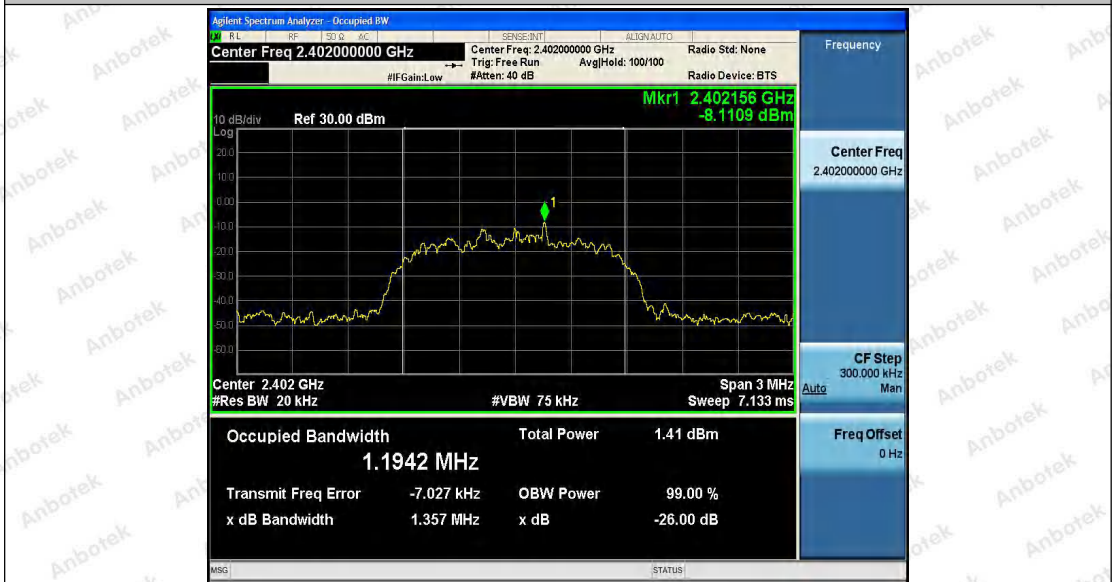 Agilent Spectrum Analyzer - Occupied BW
LXI RL RF 50 Ω AC SENSE:INT ALIGNAUTO
Center Freq 2.402000000 GHz
Center Freq: 2.402000000 GHz Radio Std: None
Trig: Free Run Avg|Hold: 100/100
#IFGain:Low #Atten: 40 dB Radio Device: BTS
Mkr1 2.402156 GHz
-8.1109 dBm
10 dB/div Ref 30.00 dBm
Log
20.0
10.0
0.00
1
-10.0
-20.0
-30.0
-40.0
-50.0
-60.0
Center 2.402 GHz Span 3 MHz
#Res BW 20 kHz #VBW 75 kHz Sweep 7.133 ms
Occupied Bandwidth Total Power 1.41 dBm
1.1942 MHz
Transmit Freq Error -7.027 kHz OBW Power 99.00 %
x dB Bandwidth 1.357 MHz x dB -26.00 dB
MSG STATUS
Frequency
Center Freq
2.402000000 GHz
CF Step
300.000 kHz
Auto Man
Freq Offset
0 Hz
Anbotek